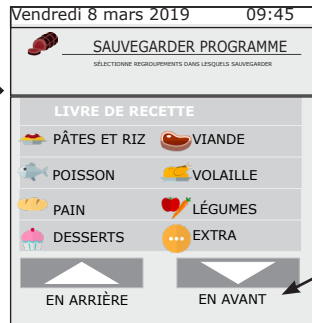 Vendredi 8 mars 2019 09:45
SAUVEGARDER PROGRAMME
SÉLECTIONNE REGROUPEMENTS DANS LESQUELS SAUVEGARDER
LIVRE DE RECETTE
PÂTES ET RIZ VIANDE
POISSON VOLAILLE
PAIN LÉGUMES
DESSERTS EXTRA
EN ARRIÈRE EN AVANT